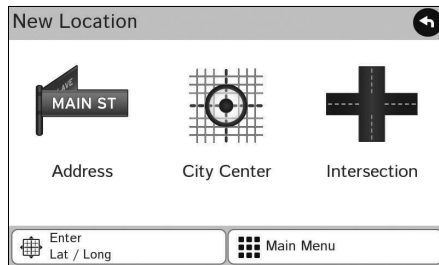 New Location
AVE
MAIN ST
Address
City Center
Intersection
Enter
Lat / Long
Main Menu